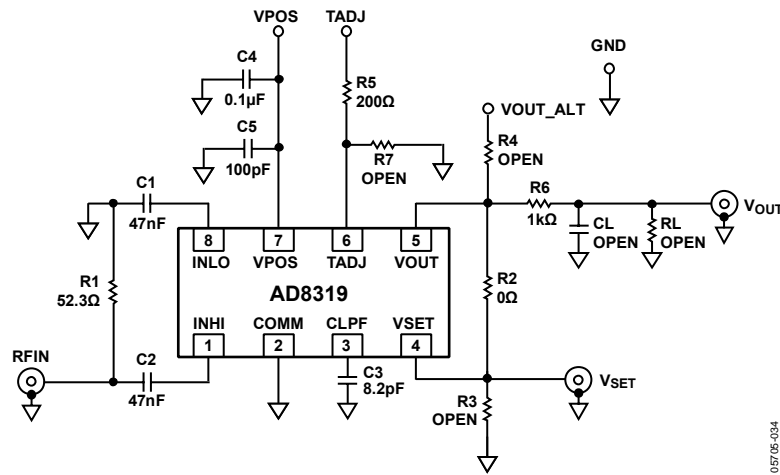 VPOS
TADJ
GND
C4
0.1µF
R5
200Ω
VOUT_ALT
C5
100pF
R7
OPEN
R4
OPEN
C1
47nF
R6
1kΩ
VOUT
CL
OPEN
RL
OPEN
8
7
6
5
INLO
VPOS
TADJ
VOUT
R1
52.3Ω
R2
0Ω
AD8319
INHI
COMM
CLPF
VSET
1
2
3
4
RFIN
C2
47nF
C3
8.2pF
R3
OPEN
VSET
05705-034